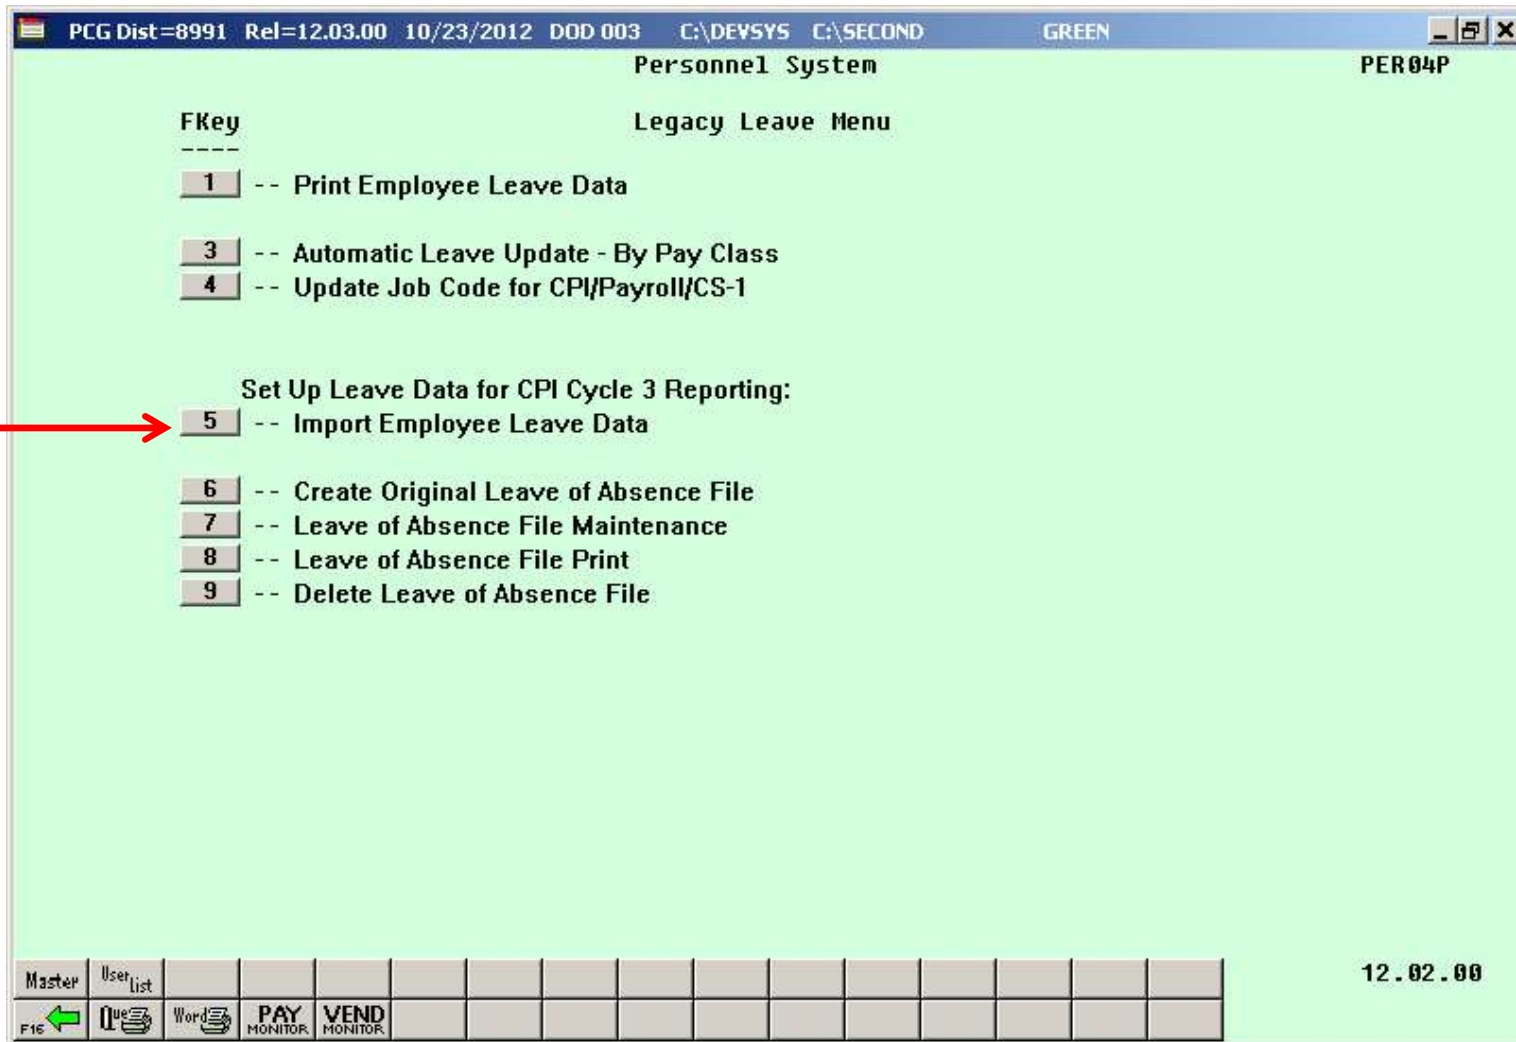 PCG Dist=8991 Rel=12.03.00 10/23/2012 DOD 003 C:\DEVSYS C:\SECOND GREEN
Personnel System PER04P
FKey Legacy Leave Menu
----
1 -- Print Employee Leave Data
3 -- Automatic Leave Update - By Pay Class
4 -- Update Job Code for CPI/Payroll/CS-1
Set Up Leave Data for CPI Cycle 3 Reporting:
5 -- Import Employee Leave Data
6 -- Create Original Leave of Absence File
7 -- Leave of Absence File Maintenance
8 -- Leave of Absence File Print
9 -- Delete Leave of Absence File
Master User List 12.02.00
F16 Que Word PAY MONITOR VEND MONITOR